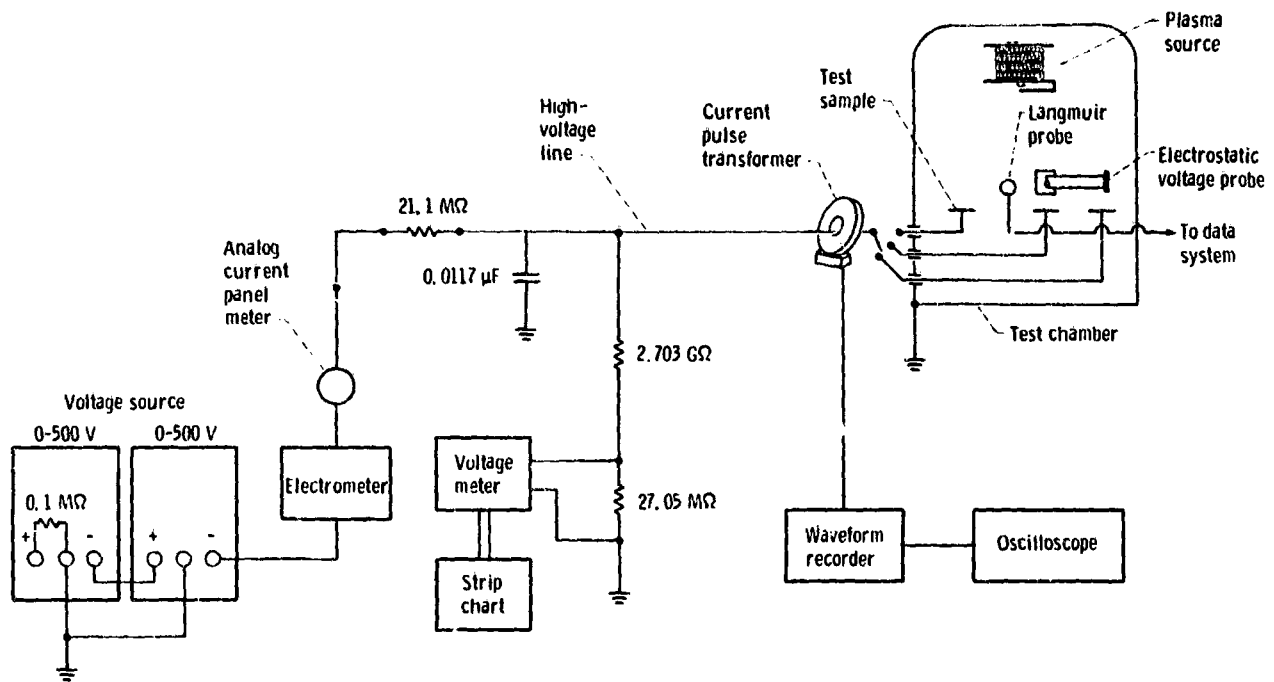 Plasma
source
Test
sample
High-
voltage
line
Current
pulse
transformer
Langmuir
probe
Electrostatic
voltage probe
21.1 MΩ
Analog
current
panel
meter
0.0117 µF
To data
system
Test chamber
2.703 GΩ
Voltage source
0-500 V
0-500 V
Electrometer
Voltage
meter
27.05 MΩ
0.1 MΩ
+
-
+
-
Waveform
recorder
Oscilloscope
Strip
chart